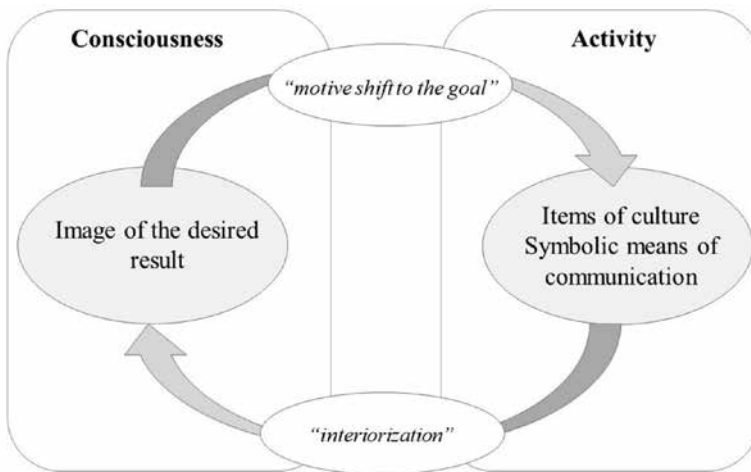 Consciousness
Activity
“motive shift to the goal”
Image of the desired
result
Items of culture
Symbolic means of
communication
“interiorization”